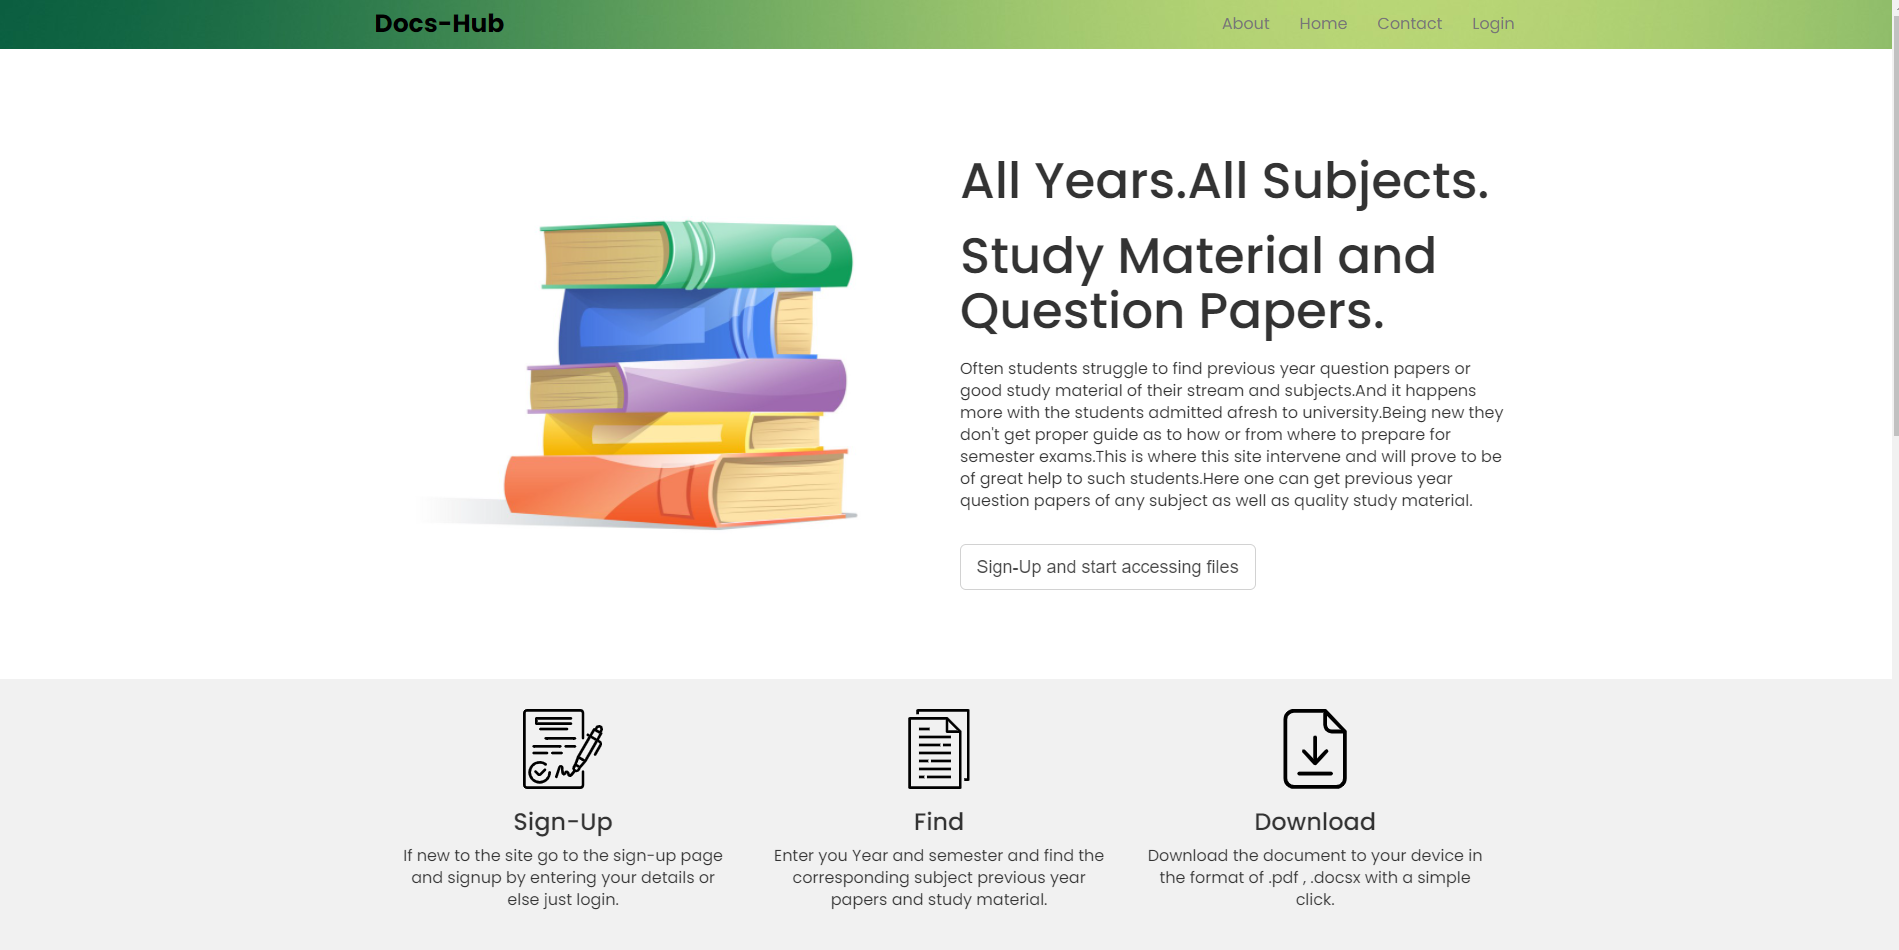 Docs-Hub
About Home Contact Login
All Years.All Subjects.
Study Material and
Question Papers.
Often students struggle to find previous year question papers or
good study material of their stream and subjects.And it happens
more with the students admitted afresh to university.Being new they
don't get proper guide as to how or from where to prepare for
semester exams.This is where this site intervene and will prove to be
of great help to such students.Here one can get previous year
question papers of any subject as well as quality study material.
Sign-Up and start accessing files
Sign-Up
If new to the site go to the sign-up page
and signup by entering your details or
else just login.
Find
Enter you Year and semester and find the
corresponding subject previous year
papers and study material.
Download
Download the document to your device in
the format of .pdf , .docsx with a simple
click.